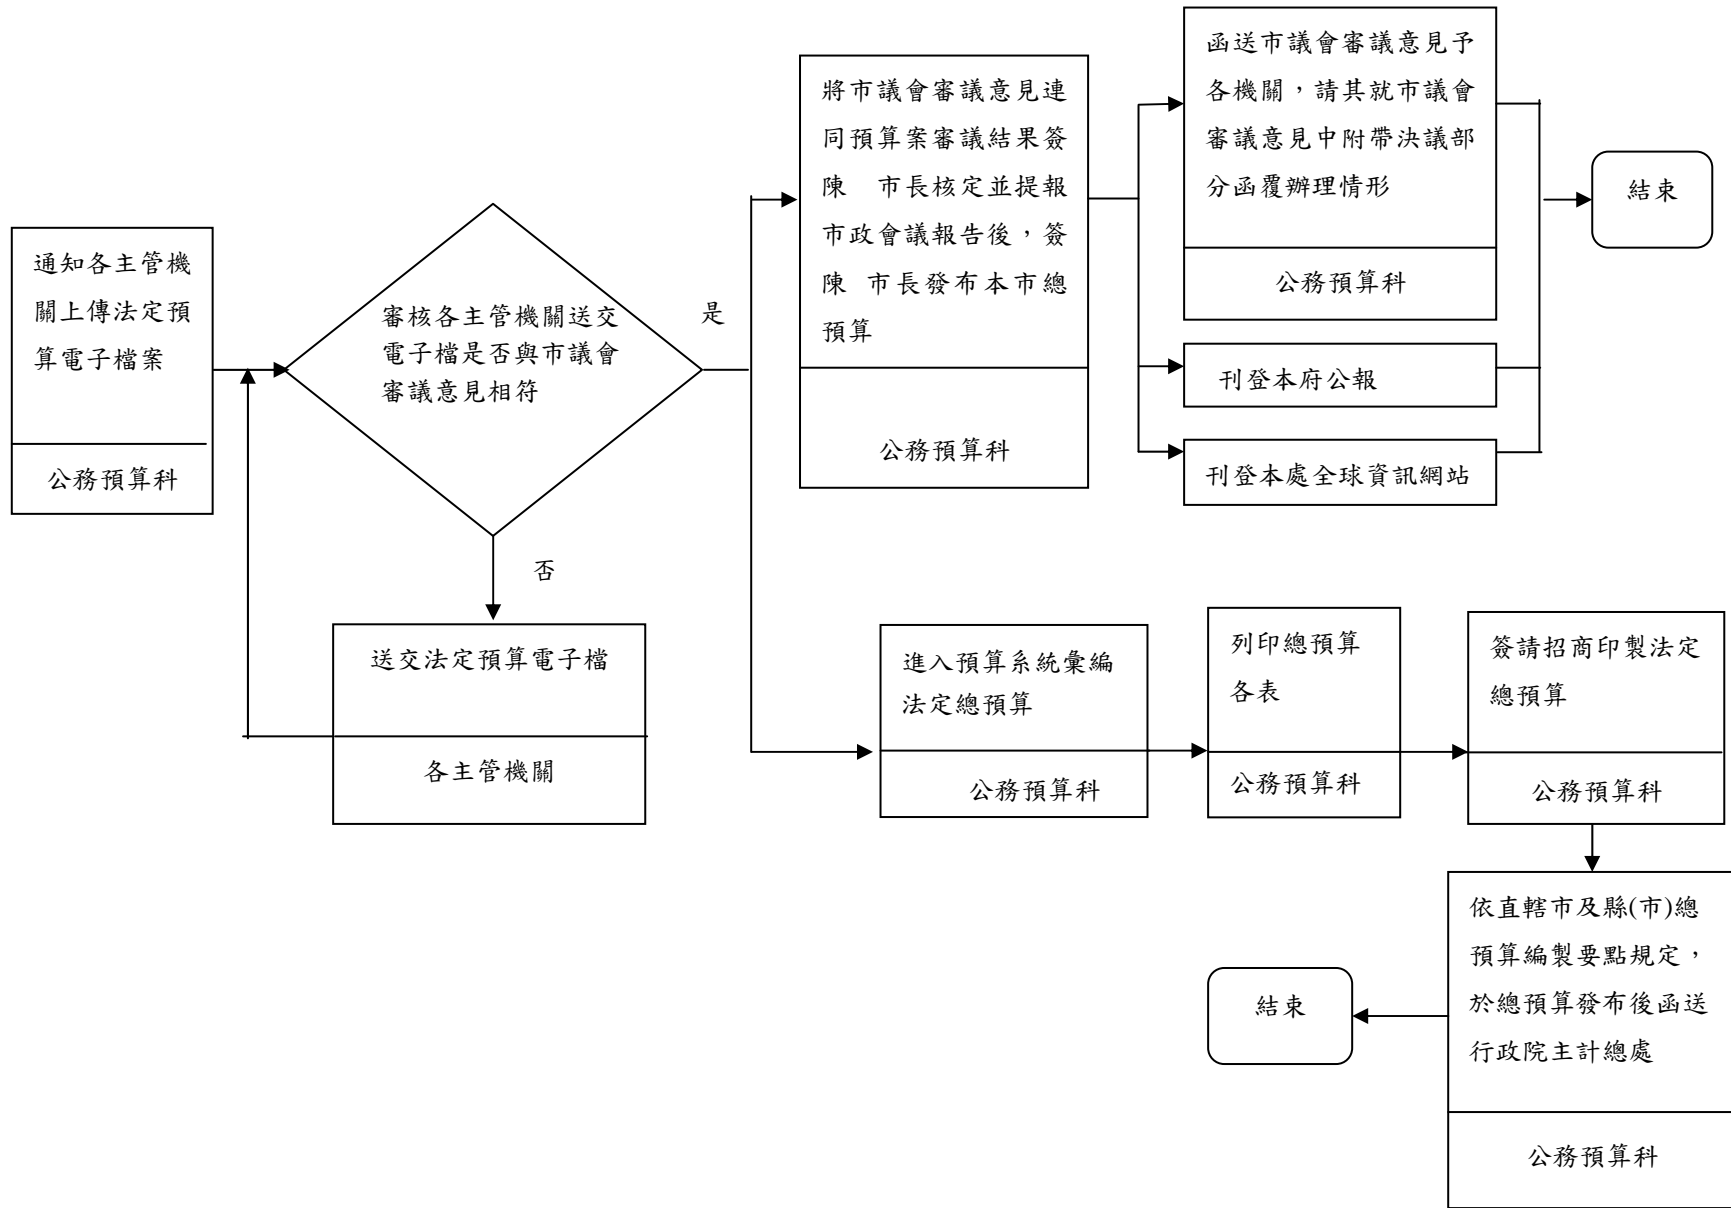 通知各主管機
關上傳法定預
算電子檔案
公務預算科
審核各主管機關送交
電子檔是否與市議會
審議意見相符
是
否
送交法定預算電子檔
各主管機關
將市議會審議意見連
同預算案審議結果簽
陳　市長核定並提報
市政會議報告後，簽
陳 市長發布本市總
預算
公務預算科
函送市議會審議意見予
各機關，請其就市議會
審議意見中附帶決議部
分函覆辦理情形
公務預算科
刊登本府公報
刊登本處全球資訊網站
結束
進入預算系統彙編
法定總預算
公務預算科
列印總預算
各表
公務預算科
簽請招商印製法定
總預算
公務預算科
依直轄市及縣(市)總
預算編製要點規定，
於總預算發布後函送
行政院主計總處
公務預算科
結束